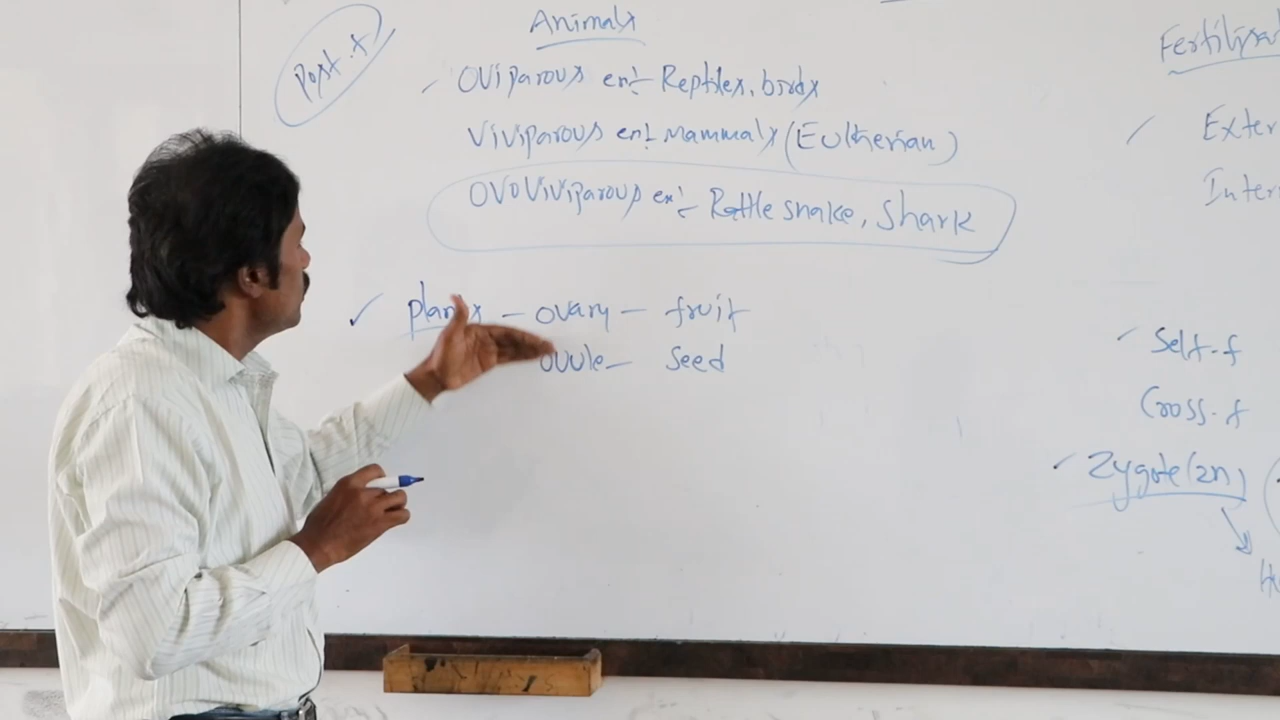 Post-f
Animals
Oviparous ex:- Reptiles, birds
Viviparous ex:- mammals (Eutherian)
Ovoviviparous ex:- Rattle snake, shark
plants - ovary - fruit
ovule - Seed
Fertilisa
Exter
Inter
Self-f
Cross-f
Zygote (2n)